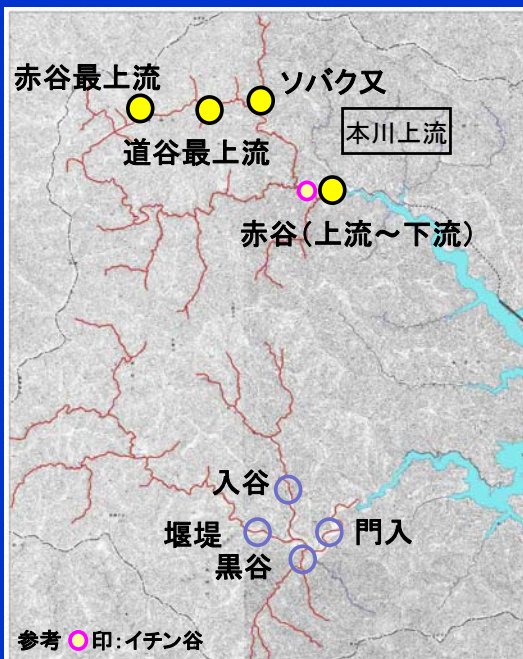 赤谷最上流
ソバク又
道谷最上流
本川上流
赤谷(上流～下流)
入谷
堰堤
門入
黒谷
参考 印:イチン谷